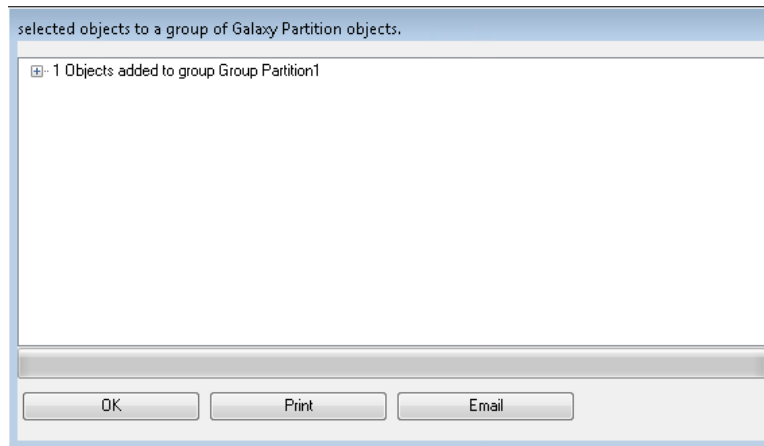 selected objects to a group of Galaxy Partition objects.
1 Objects added to group Group Partition1
OK Print Email